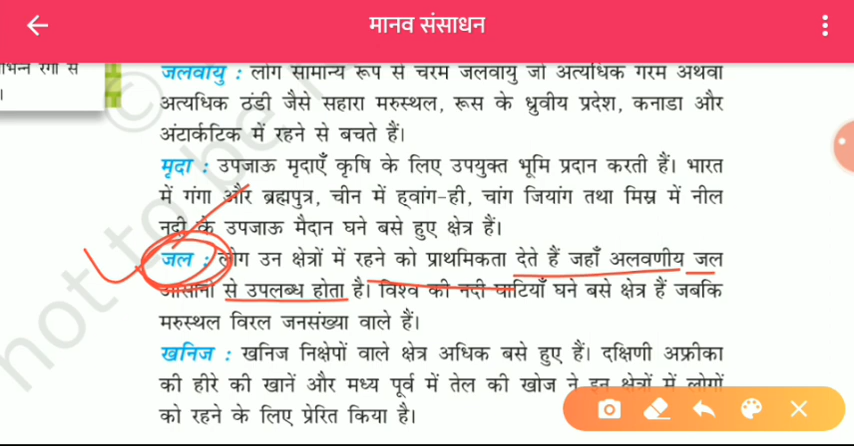 मानव संसाधन
जलवायु : लोग सामान्य रूप से चरम जलवायु जो अत्यधिक गरम अथवा
अत्यधिक ठंडी जैसे सहारा मरुस्थल, रूस के ध्रुवीय प्रदेश, कनाडा और
अंटार्कटिक में रहने से बचते हैं।
मृदा : उपजाऊ मृदाएँ कृषि के लिए उपयुक्त भूमि प्रदान करती हैं। भारत
में गंगा और ब्रह्मपुत्र, चीन में ह्वांग-ही, चांग जियांग तथा मिस्र में नील
नदी के उपजाऊ मैदान घने बसे हुए क्षेत्र हैं।
जल : लोग उन क्षेत्रों में रहने को प्राथमिकता देते हैं जहाँ अलवणीय जल
आसानी से उपलब्ध होता है। विश्व की नदी घाटियाँ घने बसे क्षेत्र हैं जबकि
मरुस्थल विरल जनसंख्या वाले हैं।
खनिज : खनिज निक्षेपों वाले क्षेत्र अधिक बसे हुए हैं। दक्षिणी अफ्रीका
की हीरे की खानें और मध्य पूर्व में तेल की खोज ने इन क्षेत्रों में लोगों
को रहने के लिए प्रेरित किया है।
© not to be